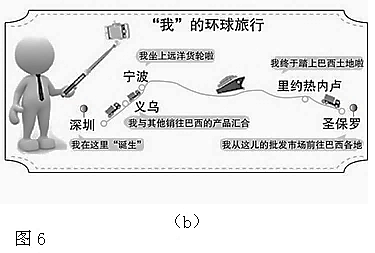 “我”的环球旅行
我坐上远洋货轮啦
我终于踏上巴西土地啦
宁波
里约热内卢
义乌
深圳
圣保罗
我与其他销往巴西的产品汇合
我在这里“诞生”
我从这儿的批发市场前往巴西各地
(b)
图6